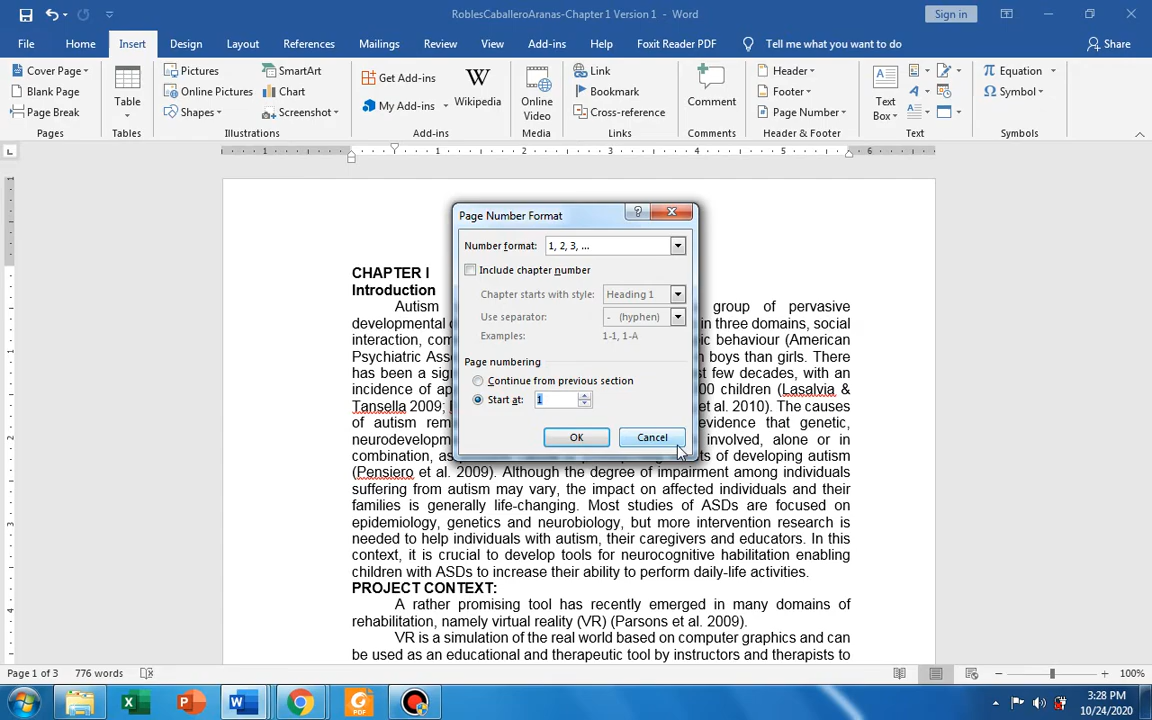 RoblesCaballeroAranas-Chapter 1 Version 1 - Word
Sign in
File Home Insert Design Layout References Mailings Review View Add-ins Help Foxit Reader PDF Tell me what you want to do Share
Cover Page
Blank Page
Page Break
Pages
Table
Tables
Pictures
Online Pictures
Shapes
SmartArt
Chart
Screenshot
Illustrations
Get Add-ins
My Add-ins
Wikipedia
Add-ins
Online Video
Media
Link
Bookmark
Cross-reference
Links
Comment
Comments
Header
Footer
Page Number
Header & Footer
Text Box
Text
Equation
Symbol
Symbols
Page Number Format
Number format: 1, 2, 3, ...
Include chapter number
Chapter starts with style: Heading 1
Use separator: - (hyphen)
Examples: 1-1, 1-A
Page numbering
Continue from previous section
Start at: 1
OK Cancel
CHAPTER I
Introduction
Autism group of pervasive
developmental in three domains, social
interaction, behaviour (American
Psychiatric boys than girls. There
has been a few decades, with an
incidence of children (Lasalvia &
Tansella 2009; et al. 2010). The causes
of autism evidence that genetic,
involved, alone or in
combination, of developing autism
(Pensiero et al. 2009). Although the degree of impairment among individuals
suffering from autism may vary, the impact on affected individuals and their
families is generally life-changing. Most studies of ASDs are focused on
epidemiology, genetics and neurobiology, but more intervention research is
needed to help individuals with autism, their caregivers and educators. In this
context, it is crucial to develop tools for neurocognitive habilitation enabling
children with ASDs to increase their ability to perform daily-life activities.
PROJECT CONTEXT:
A rather promising tool has recently emerged in many domains of
rehabilitation, namely virtual reality (VR) (Parsons et al. 2009).
VR is a simulation of the real world based on computer graphics and can
be used as an educational and therapeutic tool by instructors and therapists to
Page 1 of 3 776 words 100%
3:28 PM
10/24/2020